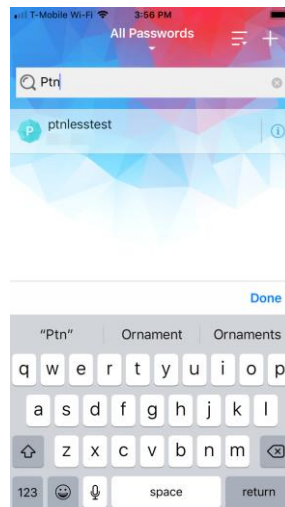 T-Mobile Wi-Fi 3:56 PM
All Passwords
Ptn
P ptnlesstest
Done
"Ptn" Ornament Ornaments
q w e r t y u i o p
a s d f g h j k l
z x c v b n m
123 space return